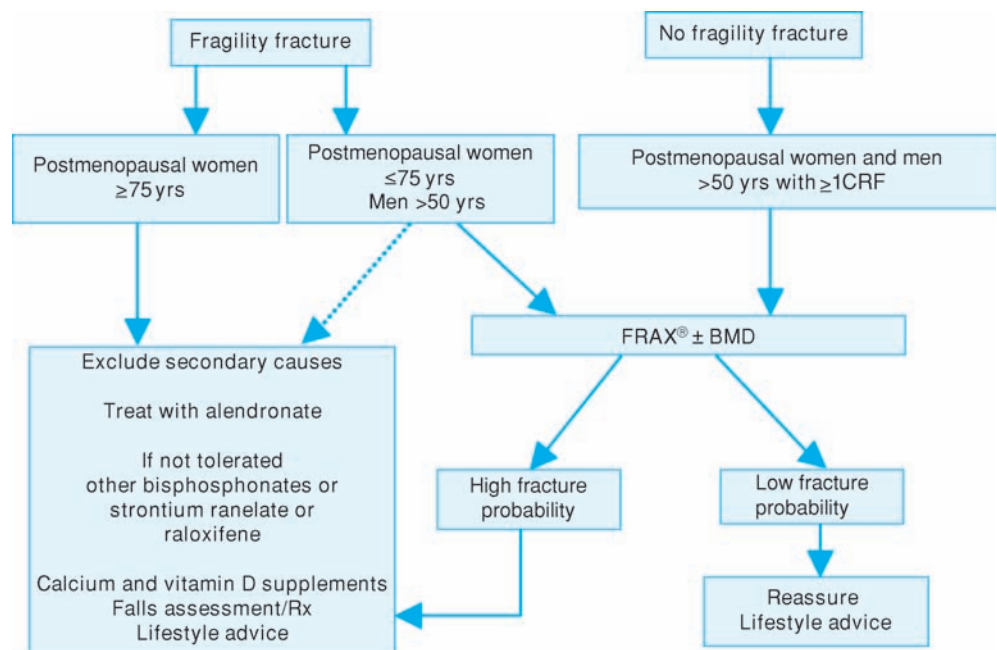 Fragility fracture
No fragility fracture
Postmenopausal women
≥75 yrs
Postmenopausal women
≤75 yrs
Men >50 yrs
Postmenopausal women and men
>50 yrs with ≥1CRF
FRAX® ± BMD
Exclude secondary causes
Treat with alendronate
If not tolerated
other bisphosphonates or
strontium ranelate or
raloxifene
Calcium and vitamin D supplements
Falls assessment/Rx
Lifestyle advice
High fracture
probability
Low fracture
probability
Reassure
Lifestyle advice